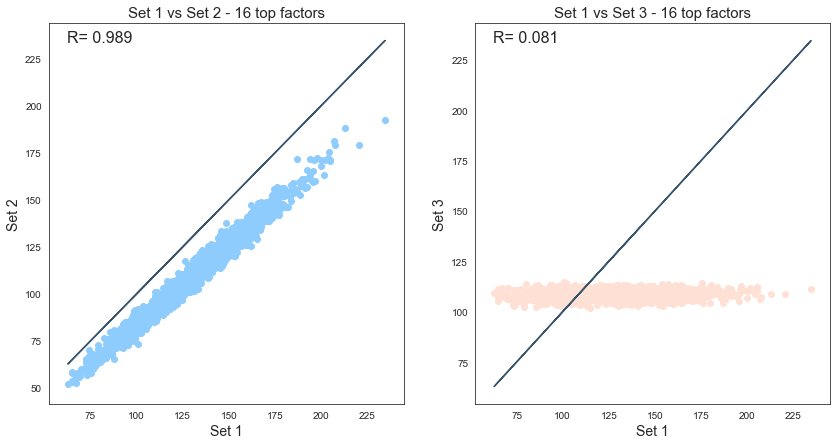 Set 1 vs Set 2 - 16 top factors
R= 0.989
225
200
175
150
125
100
75
50
Set 2
75 100 125 150 175 200 225
Set 1
Set 1 vs Set 3 - 16 top factors
R= 0.081
225
200
175
150
125
100
75
Set 3
75 100 125 150 175 200 225
Set 1